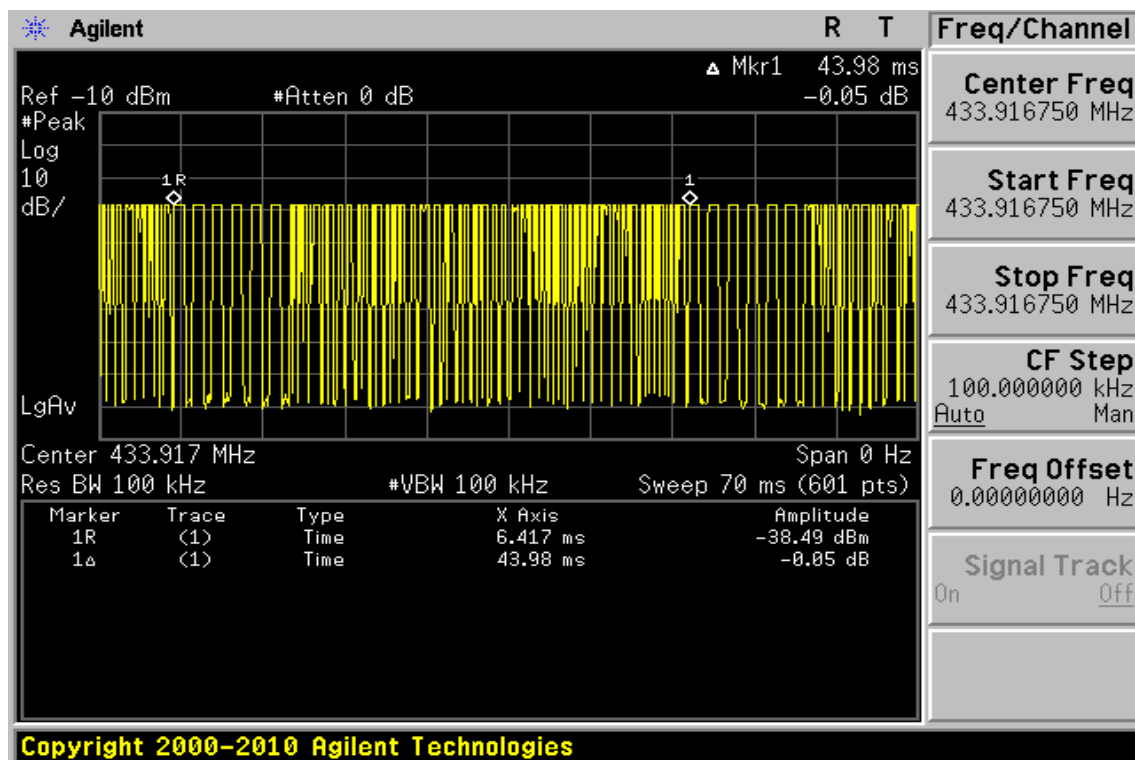 Agilent R T Freq/Channel
▵ Mkr1 43.98 ms
Ref −10 dBm #Atten 0 dB −0.05 dB
#Peak
Log
10
dB/
1R 1
LgAv
Center 433.917 MHz Span 0 Hz
Res BW 100 kHz #VBW 100 kHz Sweep 70 ms (601 pts)
Marker Trace Type X Axis Amplitude
1R (1) Time 6.417 ms −38.49 dBm
1▵ (1) Time 43.98 ms −0.05 dB
Center Freq
433.916750 MHz
Start Freq
433.916750 MHz
Stop Freq
433.916750 MHz
CF Step
100.000000 kHz
Auto Man
Freq Offset
0.00000000 Hz
Signal Track
On Off
Copyright 2000–2010 Agilent Technologies